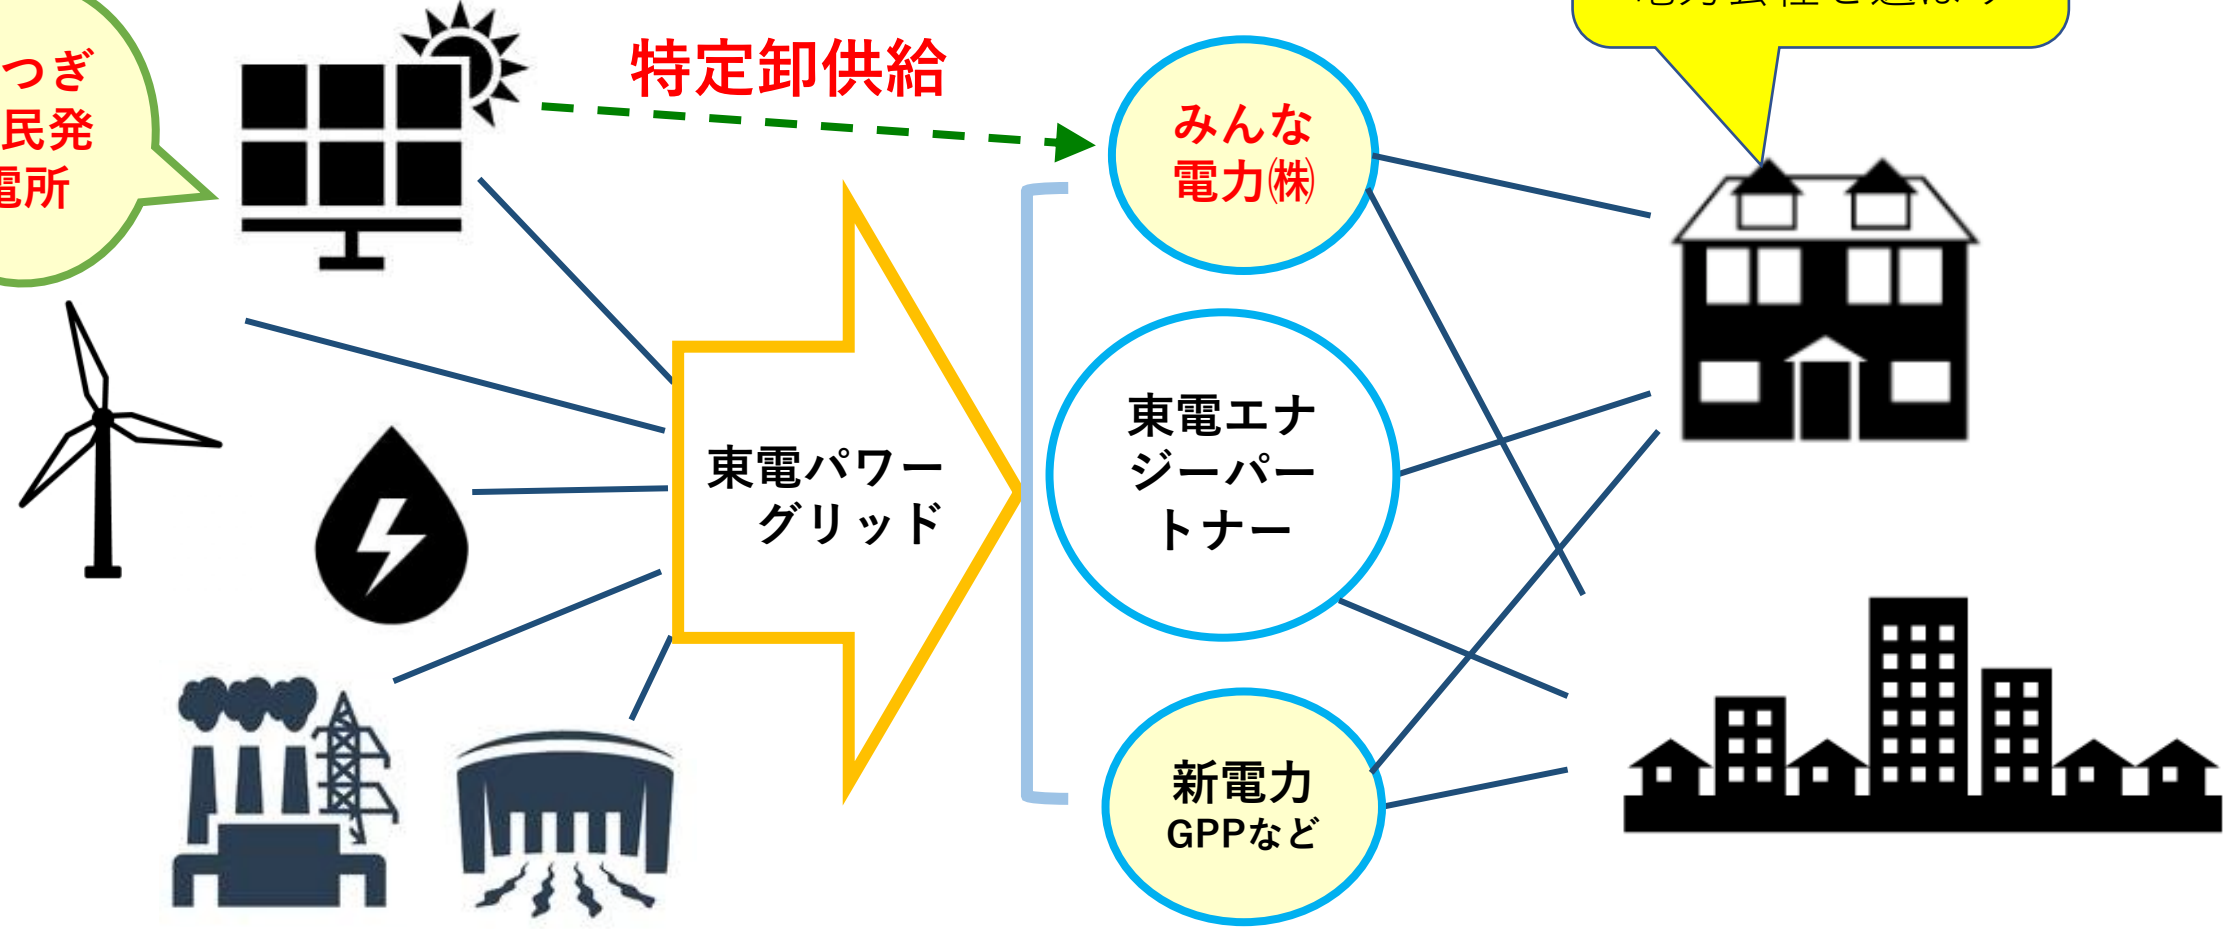 つぎ
民発
電所
特定卸供給
みんな
電力㈱
東電パワー
グリッド
東電エナ
ジーパー
トナー
新電力
GPPなど